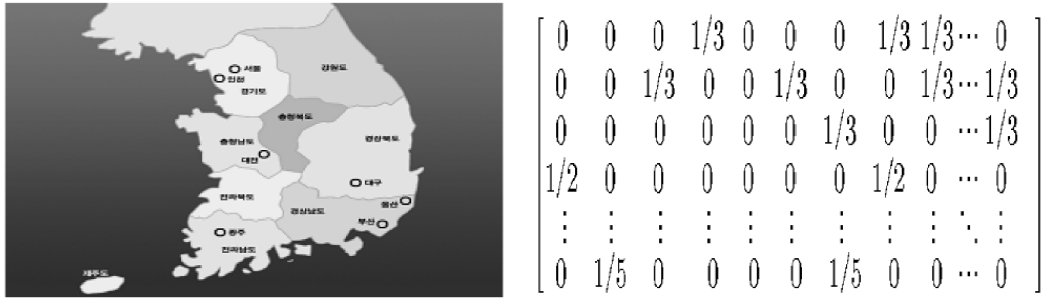 서울
인천
경기도
강원도
충청북도
충청남도
대전
경상북도
대구
전라북도
경상남도
울산
부산
광주
전라남도
제주도
0 0 0 1/3 0 0 0 1/3 1/3 ⋯ 0
0 0 1/3 0 0 1/3 0 0 1/3 ⋯ 1/3
0 0 0 0 0 0 1/3 0 0 ⋯ 1/3
1/2 0 0 0 0 0 0 1/2 0 ⋯ 0
⋮ ⋮ ⋮ ⋮ ⋮ ⋮ ⋮ ⋮ ⋮ ⋱ ⋮
0 1/5 0 0 0 0 1/5 0 0 ⋯ 0